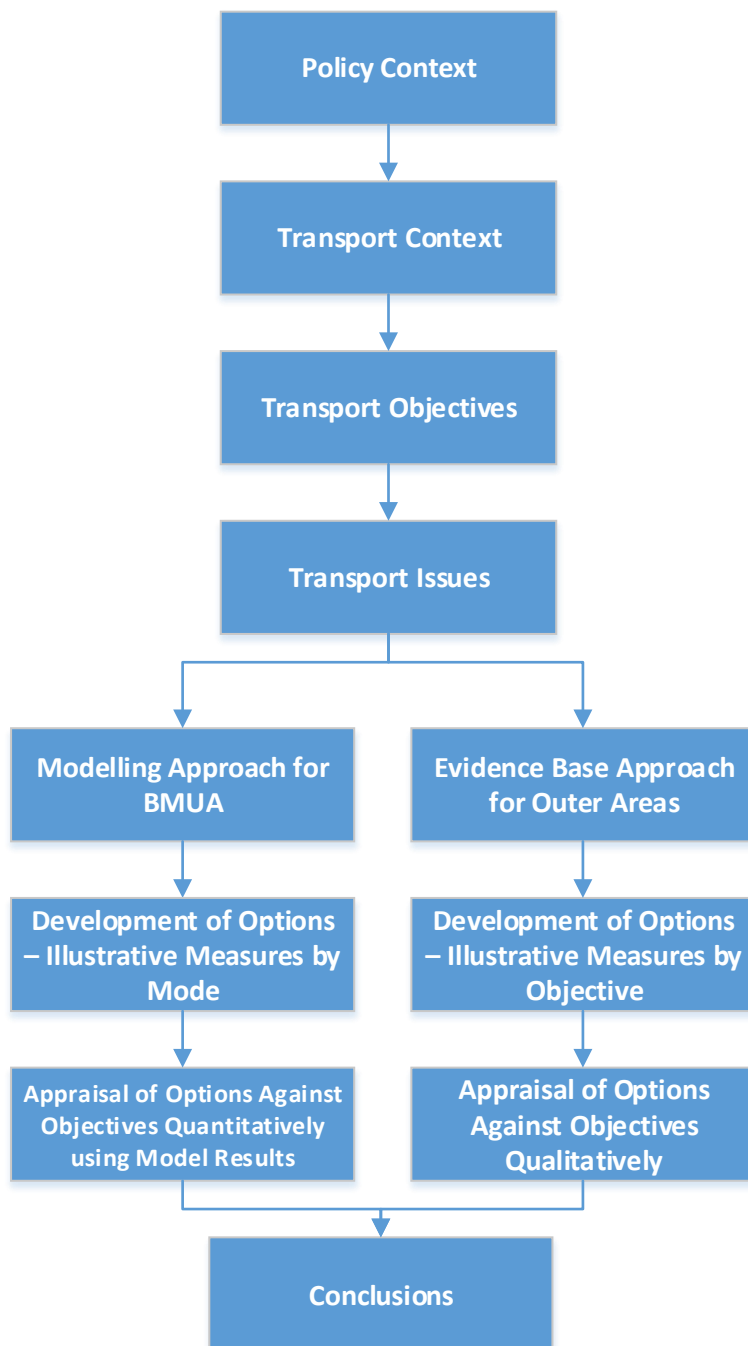 Policy Context
Transport Context
Transport Objectives
Transport Issues
Modelling Approach for
BMUA
Evidence Base Approach
for Outer Areas
Development of Options
– Illustrative Measures by
Mode
Development of Options
– Illustrative Measures by
Objective
Appraisal of Options Against
Objectives Quantitatively
using Model Results
Appraisal of Options
Against Objectives
Qualitatively
Conclusions